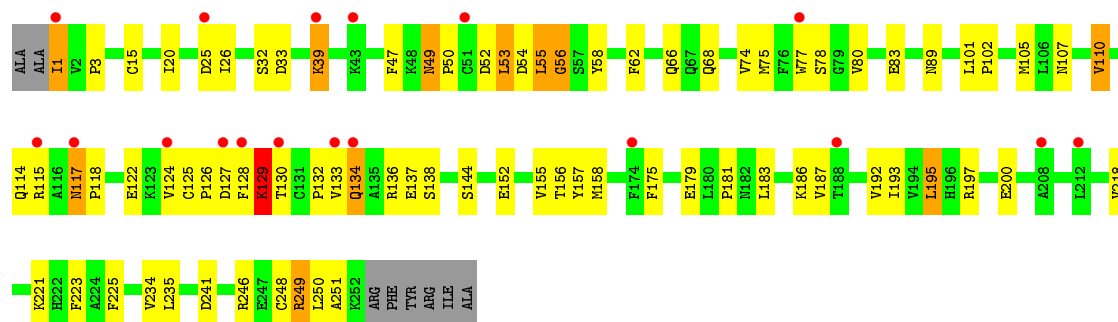 ALA ALA I1 V2 P3 C15 I20 D25 I26 S32 D33 K39 K43 F47 K48 N49 P50 C51 D52 L53 D54 L55 G56 S57 Y58 F62 Q66 Q67 Q68 V74 M75 F76 W77 S78 G79 V80 E83 N89 L101 P102 M105 L106 N107 V110
Q114 R115 A116 N117 P118 E122 K123 V124 C125 P126 D127 F128 K129 T130 C131 P132 V133 Q134 A135 R136 E137 S138 S144 E152 V155 T156 Y157 M158 F174 F175 E179 L180 P181 N182 L183 K186 V187 T188 V192 I193 V194 L195 H196 R197 E200 A208 L212
K221 H222 F223 A224 F225 V234 L235 D241 R246 E247 C248 R249 L250 A251 K252 ARG PHE TYR ARG ILE ALA